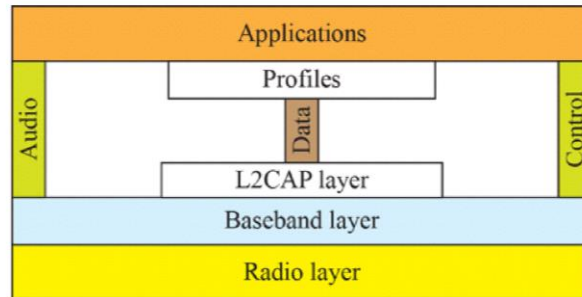 Applications
Profiles
Audio
Data
Control
L2CAP layer
Baseband layer
Radio layer